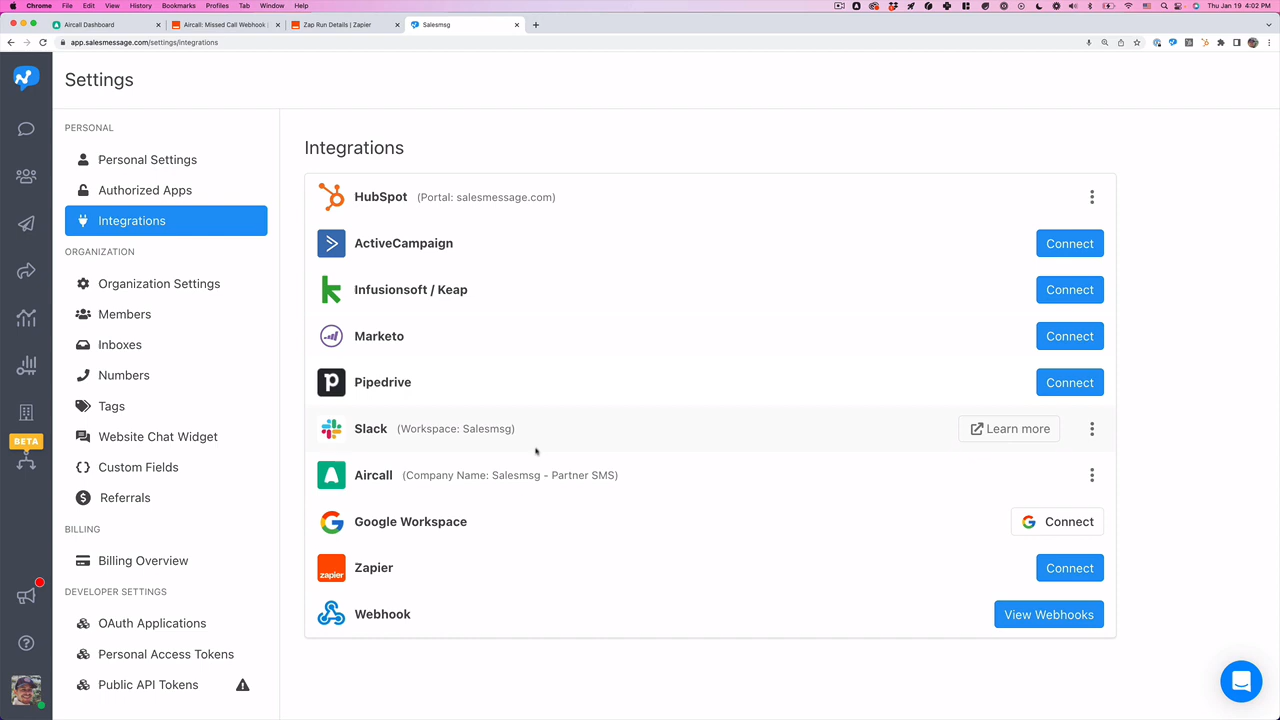 Chrome File Edit View History Bookmarks Profiles Tab Window Help
Thu Jan 19 4:02 PM
Aircall Dashboard
Aircall: Missed Call Webhook
Zap Run Details | Zapier
Salesmsg
app.salesmessage.com/settings/integrations
Settings
PERSONAL
Personal Settings
Authorized Apps
Integrations
ORGANIZATION
Organization Settings
Members
Inboxes
Numbers
Tags
Website Chat Widget
Custom Fields
Referrals
BILLING
Billing Overview
DEVELOPER SETTINGS
OAuth Applications
Personal Access Tokens
Public API Tokens
BETA
Integrations
HubSpot (Portal: salesmessage.com)
ActiveCampaign Connect
Infusionsoft / Keap Connect
Marketo Connect
Pipedrive Connect
Slack (Workspace: Salesmsg) Learn more
Aircall (Company Name: Salesmsg - Partner SMS)
Google Workspace Connect
zapier Zapier Connect
Webhook View Webhooks